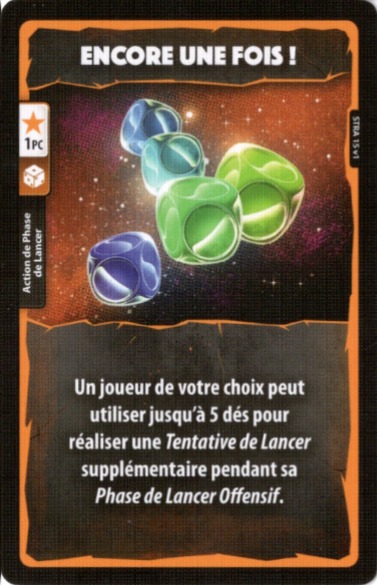 ENCORE UNE FOIS !
1PC
Action de Phase
de Lancer
STRA 15 v1
Un joueur de votre choix peut
utiliser jusqu'à 5 dés pour
réaliser une Tentative de Lancer
supplémentaire pendant sa
Phase de Lancer Offensif.